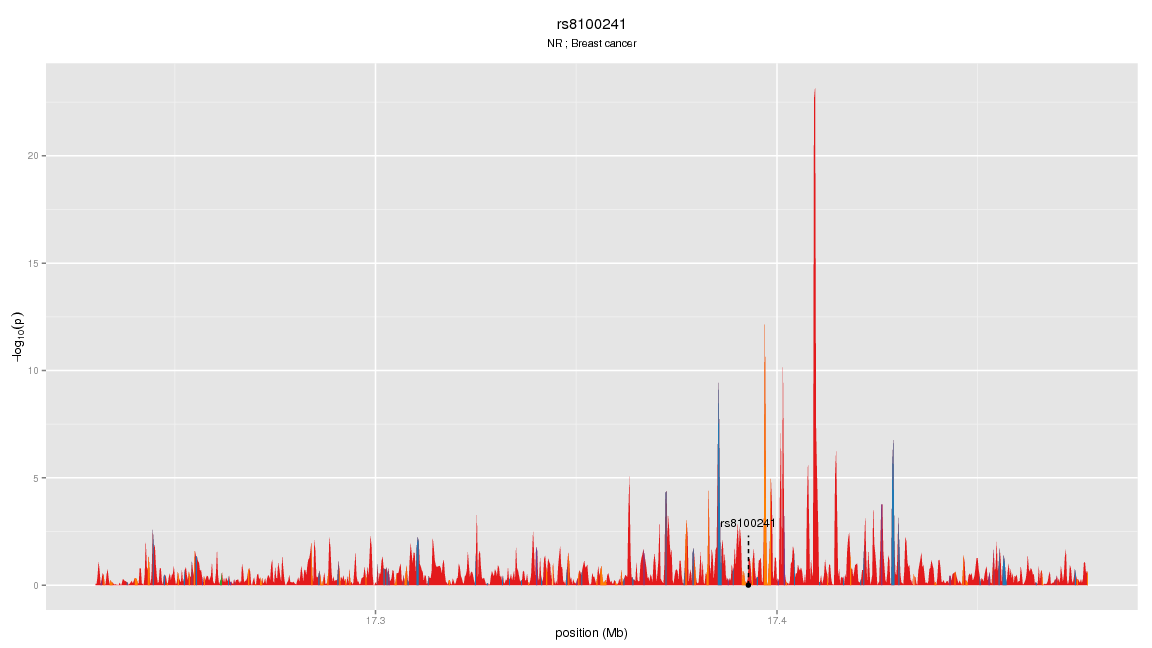 rs8100241
NR ; Breast cancer
−log10(p)
20
15
10
5
0
rs8100241
17.3
17.4
position (Mb)